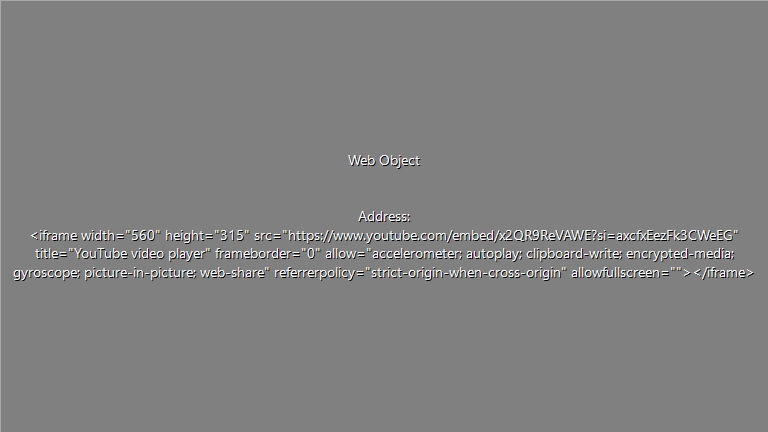 Web Object
Address:
<iframe width="560" height="315" src="https://www.youtube.com/embed/x2QR9ReVAWE?si=axcfxEezFk3CWeEG"
title="YouTube video player" frameborder="0" allow="accelerometer; autoplay; clipboard-write; encrypted-media;
gyroscope; picture-in-picture; web-share" referrerpolicy="strict-origin-when-cross-origin" allowfullscreen=""></iframe>